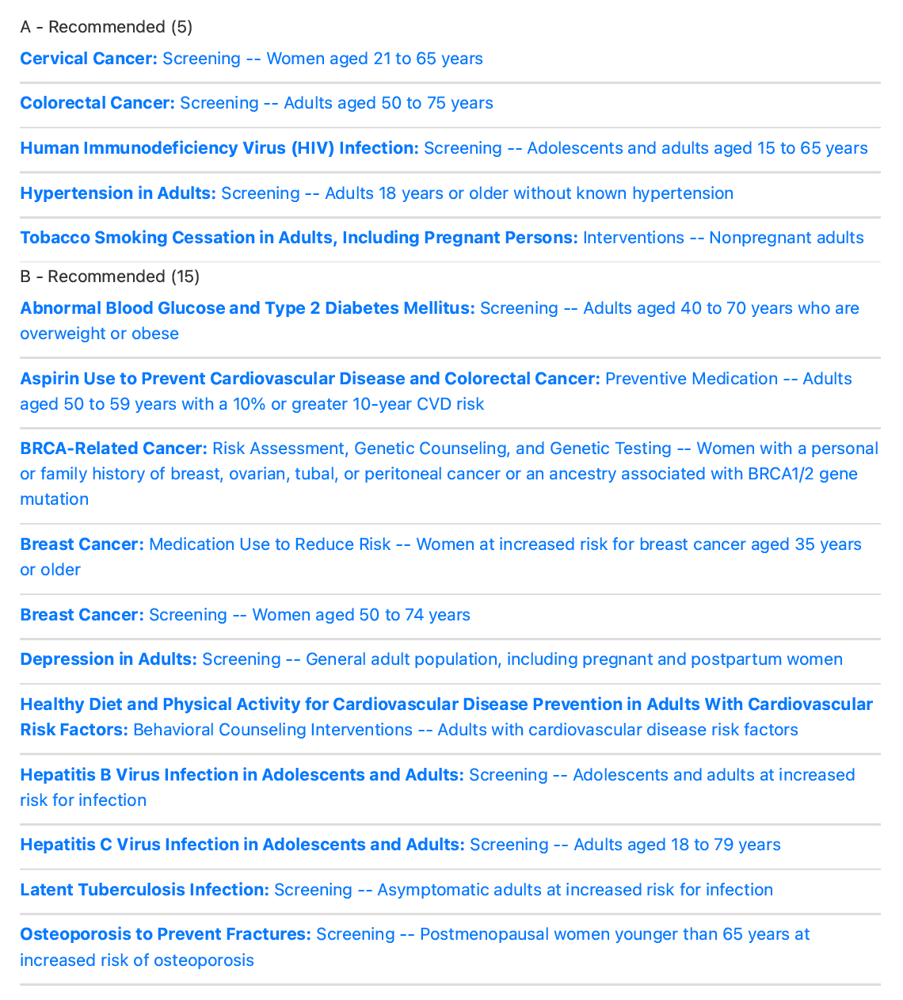 A - Recommended (5)
Cervical Cancer: Screening -- Women aged 21 to 65 years
Colorectal Cancer: Screening -- Adults aged 50 to 75 years
Human Immunodeficiency Virus (HIV) Infection: Screening -- Adolescents and adults aged 15 to 65 years
Hypertension in Adults: Screening -- Adults 18 years or older without known hypertension
Tobacco Smoking Cessation in Adults, Including Pregnant Persons: Interventions -- Nonpregnant adults
B - Recommended (15)
Abnormal Blood Glucose and Type 2 Diabetes Mellitus: Screening -- Adults aged 40 to 70 years who are
overweight or obese
Aspirin Use to Prevent Cardiovascular Disease and Colorectal Cancer: Preventive Medication -- Adults
aged 50 to 59 years with a 10% or greater 10-year CVD risk
BRCA-Related Cancer: Risk Assessment, Genetic Counseling, and Genetic Testing -- Women with a personal
or family history of breast, ovarian, tubal, or peritoneal cancer or an ancestry associated with BRCA1/2 gene
mutation
Breast Cancer: Medication Use to Reduce Risk -- Women at increased risk for breast cancer aged 35 years
or older
Breast Cancer: Screening -- Women aged 50 to 74 years
Depression in Adults: Screening -- General adult population, including pregnant and postpartum women
Healthy Diet and Physical Activity for Cardiovascular Disease Prevention in Adults With Cardiovascular
Risk Factors: Behavioral Counseling Interventions -- Adults with cardiovascular disease risk factors
Hepatitis B Virus Infection in Adolescents and Adults: Screening -- Adolescents and adults at increased
risk for infection
Hepatitis C Virus Infection in Adolescents and Adults: Screening -- Adults aged 18 to 79 years
Latent Tuberculosis Infection: Screening -- Asymptomatic adults at increased risk for infection
Osteoporosis to Prevent Fractures: Screening -- Postmenopausal women younger than 65 years at
increased risk of osteoporosis